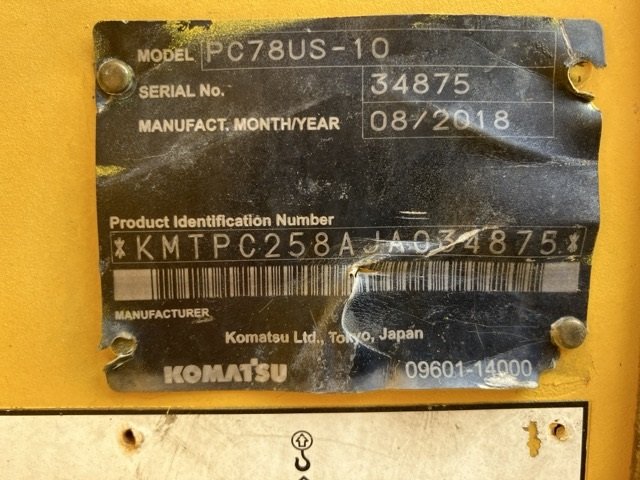 MODEL PC78US-10
SERIAL No. 34875
MANUFACT. MONTH/YEAR 08/2018
Product Identification Number
*KMTPC258AJA034875*
MANUFACTURER
Komatsu Ltd., Tokyo, Japan
KOMATSU 09601-14000